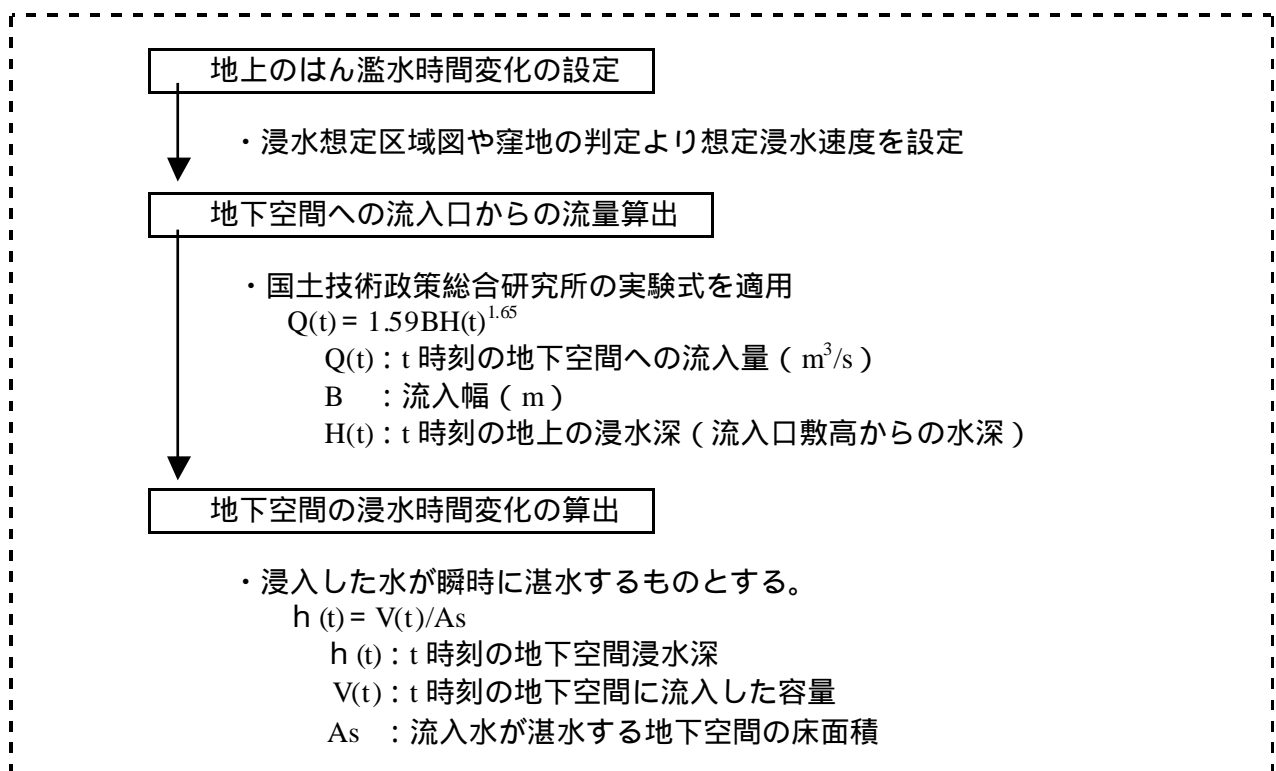 地上のはん濫水時間変化の設定
・浸水想定区域図や窪地の判定より想定浸水速度を設定
地下空間への流入口からの流量算出
・国土技術政策総合研究所の実験式を適用
Q(t) = 1.59BH(t)^1.65
Q(t)：t 時刻の地下空間への流入量（m³/s）
B ：流入幅（m）
H(t)：t 時刻の地上の浸水深（流入口敷高からの水深）
地下空間の浸水時間変化の算出
・浸入した水が瞬時に湛水するものとする。
ｈ(t) = V(t)/As
ｈ(t)：t 時刻の地下空間浸水深
V(t)：t 時刻の地下空間に流入した容量
As ：流入水が湛水する地下空間の床面積